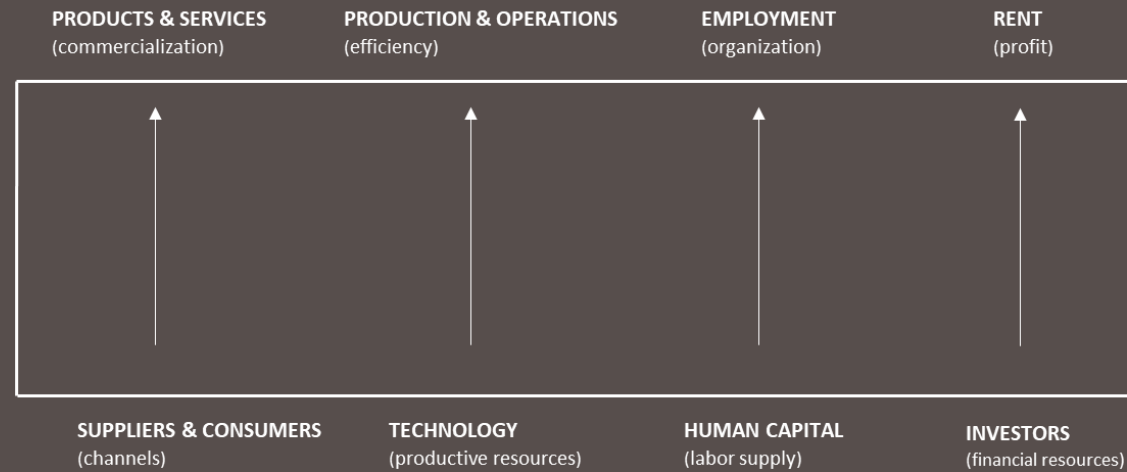 PRODUCTS & SERVICES
(commercialization)
PRODUCTION & OPERATIONS
(efficiency)
EMPLOYMENT
(organization)
RENT
(profit)
SUPPLIERS & CONSUMERS
(channels)
TECHNOLOGY
(productive resources)
HUMAN CAPITAL
(labor supply)
INVESTORS
(financial resources)